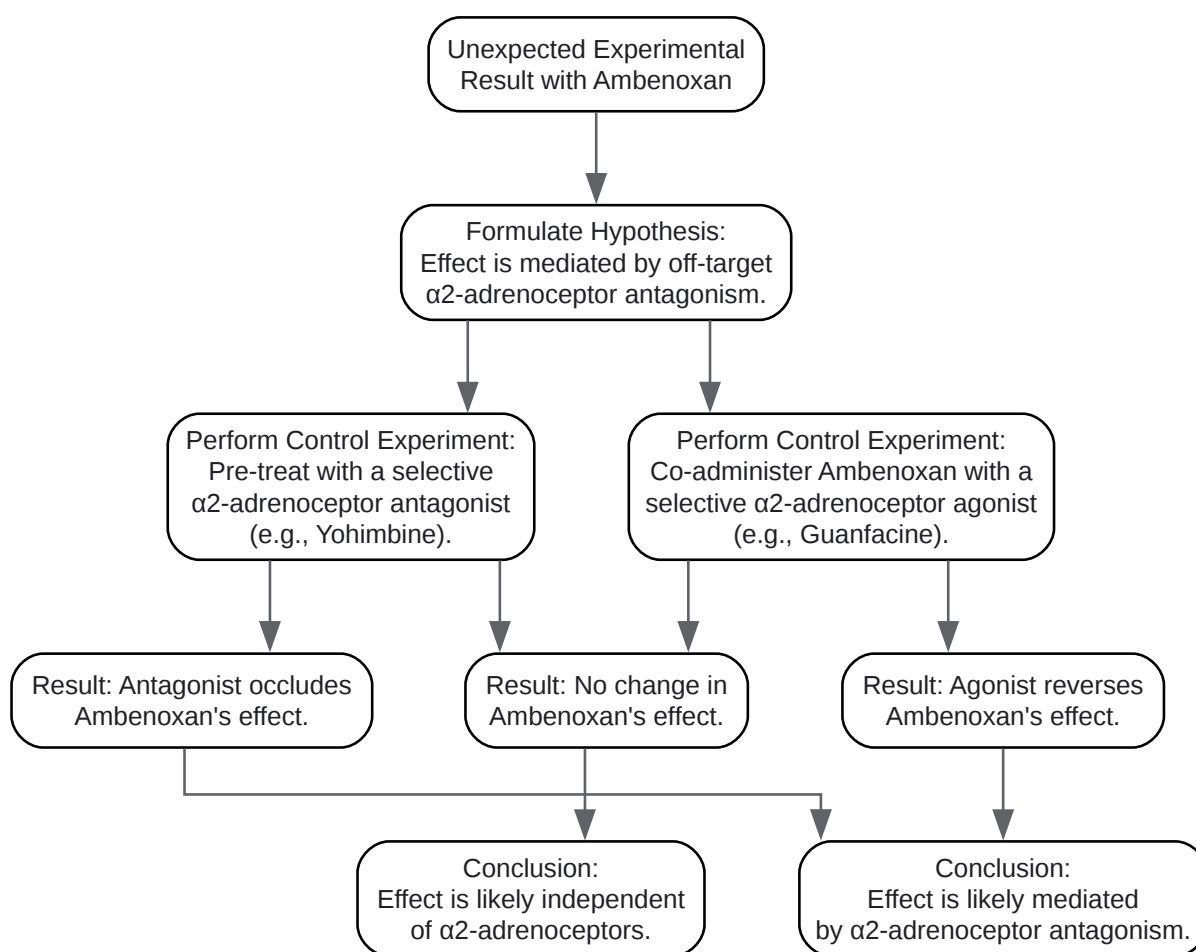 Unexpected Experimental
Result with Ambenoxan
Formulate Hypothesis:
Effect is mediated by off-target
α2-adrenoceptor antagonism.
Perform Control Experiment:
Pre-treat with a selective
α2-adrenoceptor antagonist
(e.g., Yohimbine).
Perform Control Experiment:
Co-administer Ambenoxan with a
selective α2-adrenoceptor agonist
(e.g., Guanfacine).
Result: Antagonist occludes
Ambenoxan's effect.
Result: No change in
Ambenoxan's effect.
Result: Agonist reverses
Ambenoxan's effect.
Conclusion:
Effect is likely independent
of α2-adrenoceptors.
Conclusion:
Effect is likely mediated
by α2-adrenoceptor antagonism.